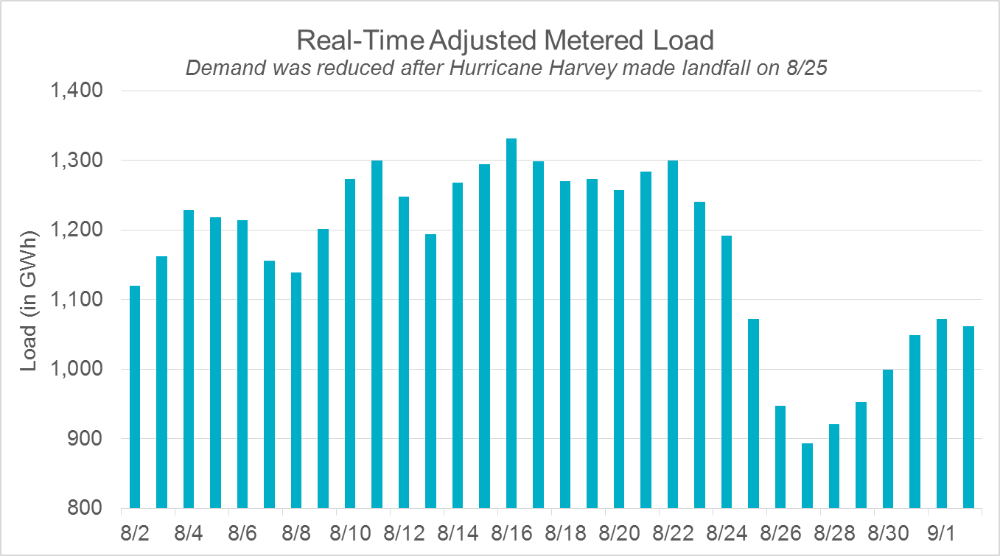 Real-Time Adjusted Metered Load
Demand was reduced after Hurricane Harvey made landfall on 8/25
Load (in GWh)
1,400
1,300
1,200
1,100
1,000
900
800
8/2 8/4 8/6 8/8 8/10 8/12 8/14 8/16 8/18 8/20 8/22 8/24 8/26 8/28 8/30 9/1